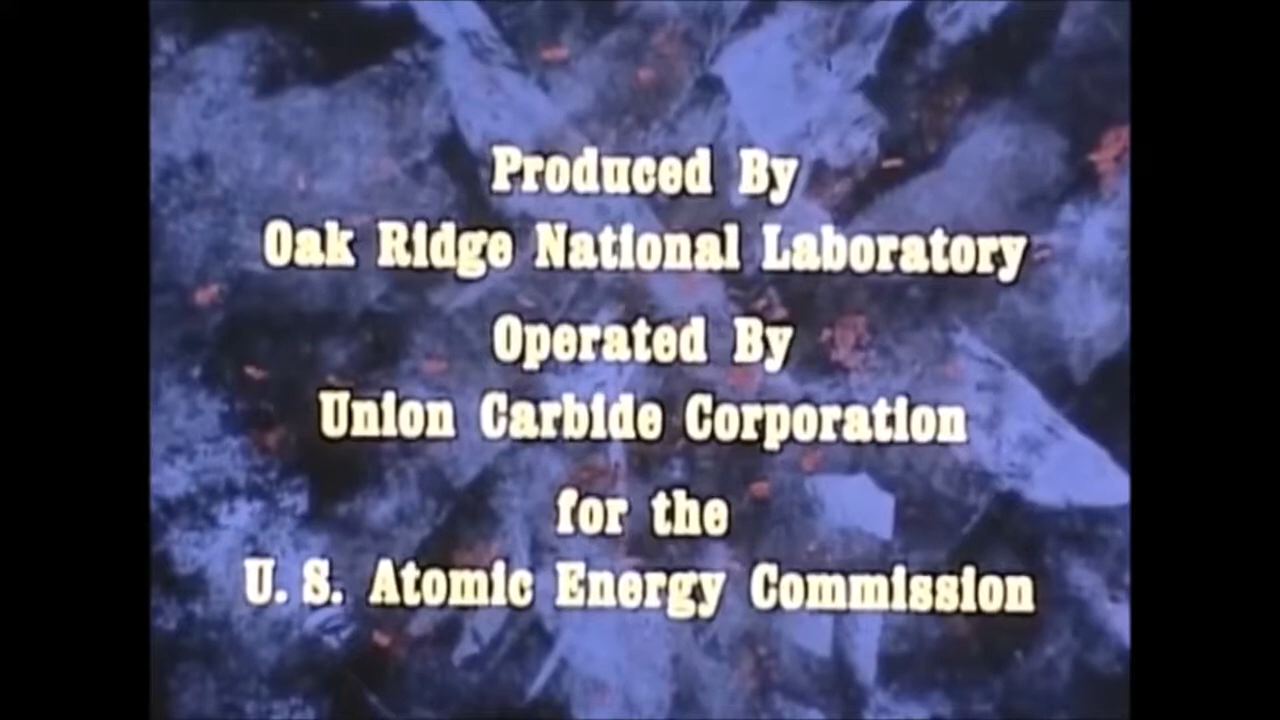 Produced By
Oak Ridge National Laboratory
Operated By
Union Carbide Corporation
for the
U. S. Atomic Energy Commission